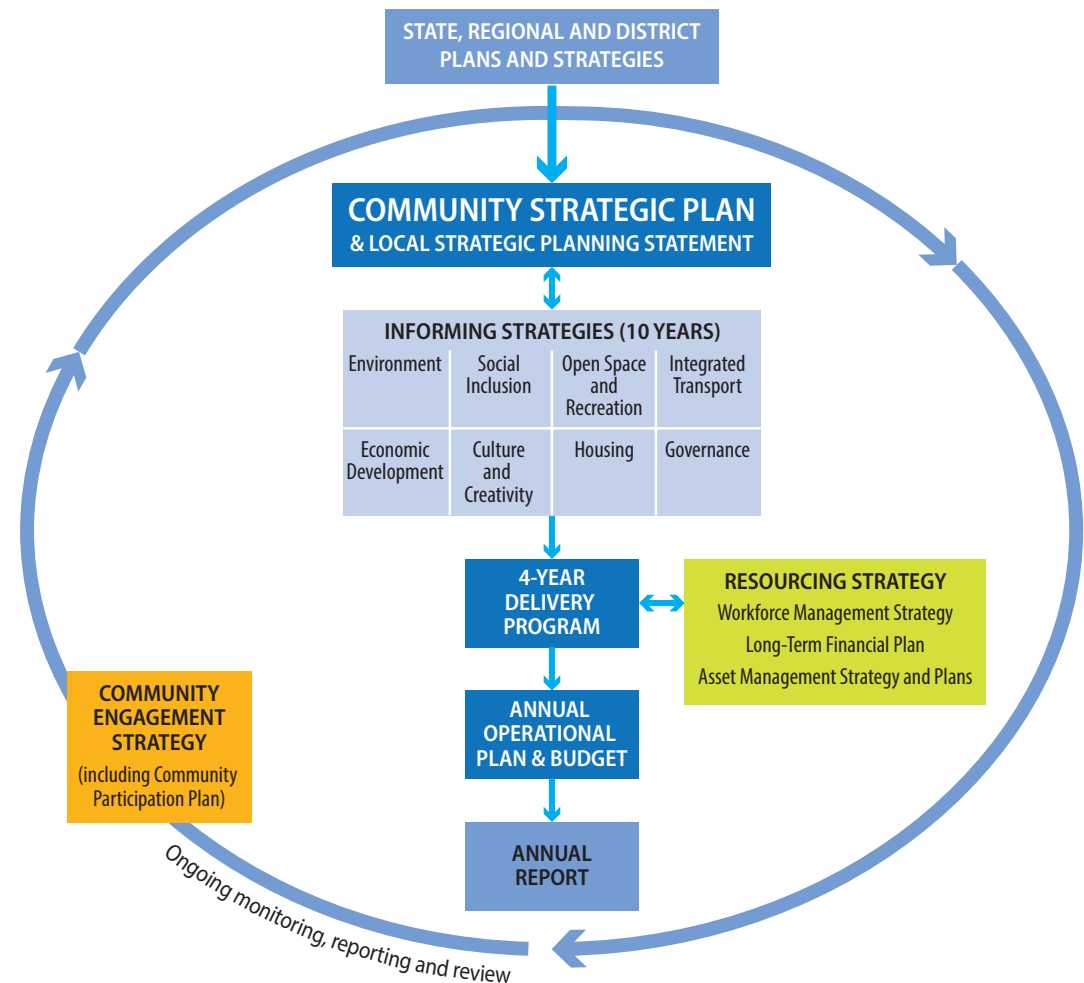 STATE, REGIONAL AND DISTRICT
PLANS AND STRATEGIES
COMMUNITY STRATEGIC PLAN
& LOCAL STRATEGIC PLANNING STATEMENT
INFORMING STRATEGIES (10 YEARS)
Environment
Social
Inclusion
Open Space
and
Recreation
Integrated
Transport
Economic
Development
Culture
and
Creativity
Housing
Governance
4-YEAR
DELIVERY
PROGRAM
RESOURCING STRATEGY
Workforce Management Strategy
Long-Term Financial Plan
Asset Management Strategy and Plans
COMMUNITY
ENGAGEMENT
STRATEGY
(including Community
Participation Plan)
ANNUAL
OPERATIONAL
PLAN & BUDGET
ANNUAL
REPORT
Ongoing monitoring, reporting and review